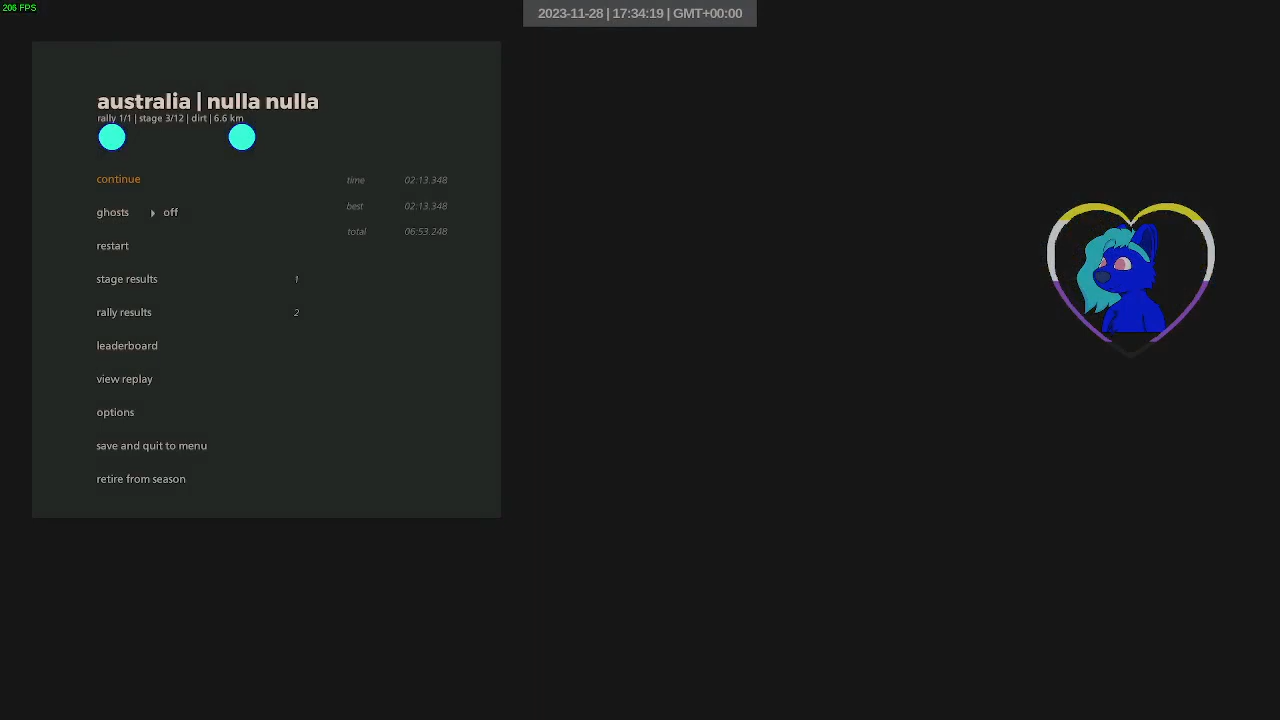 206 FPS
2023-11-28 | 17:34:19 | GMT+00:00
australia | nulla nulla
rally 1/1 | stage 3/12 | dirt | 6.6 km
continue
time 02:13.348
ghosts off
best 02:13.348
total 06:53.248
restart
stage results 1
rally results 2
leaderboard
view replay
options
save and quit to menu
retire from season